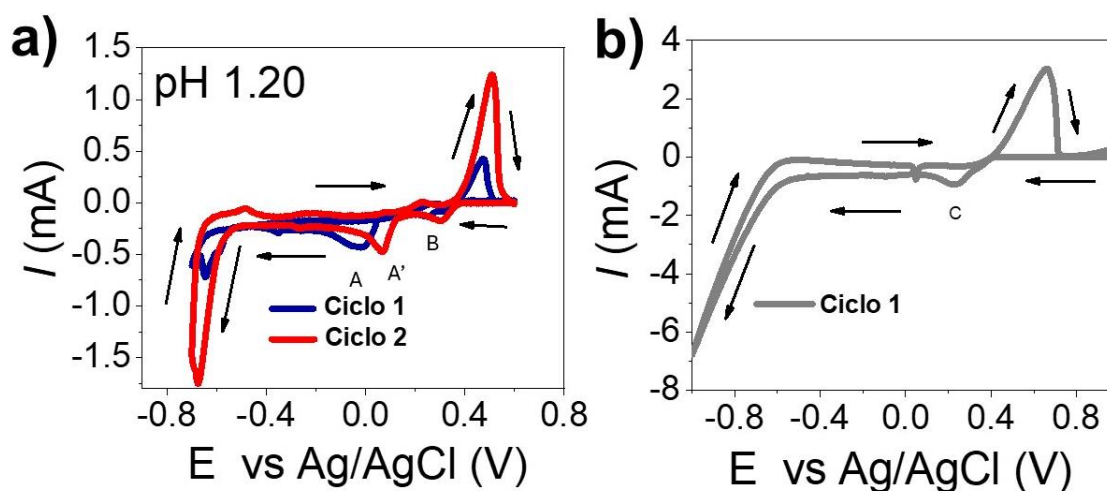 a)
pH 1.20
1.5
1.0
0.5
0.0
-0.5
-1.0
-1.5
I (mA)
A
A'
B
Ciclo 1
Ciclo 2
-0.8 -0.4 0.0 0.4 0.8
E vs Ag/AgCl (V)
b)
4
2
0
-2
-4
-6
-8
I (mA)
C
Ciclo 1
-0.8 -0.4 0.0 0.4 0.8
E vs Ag/AgCl (V)